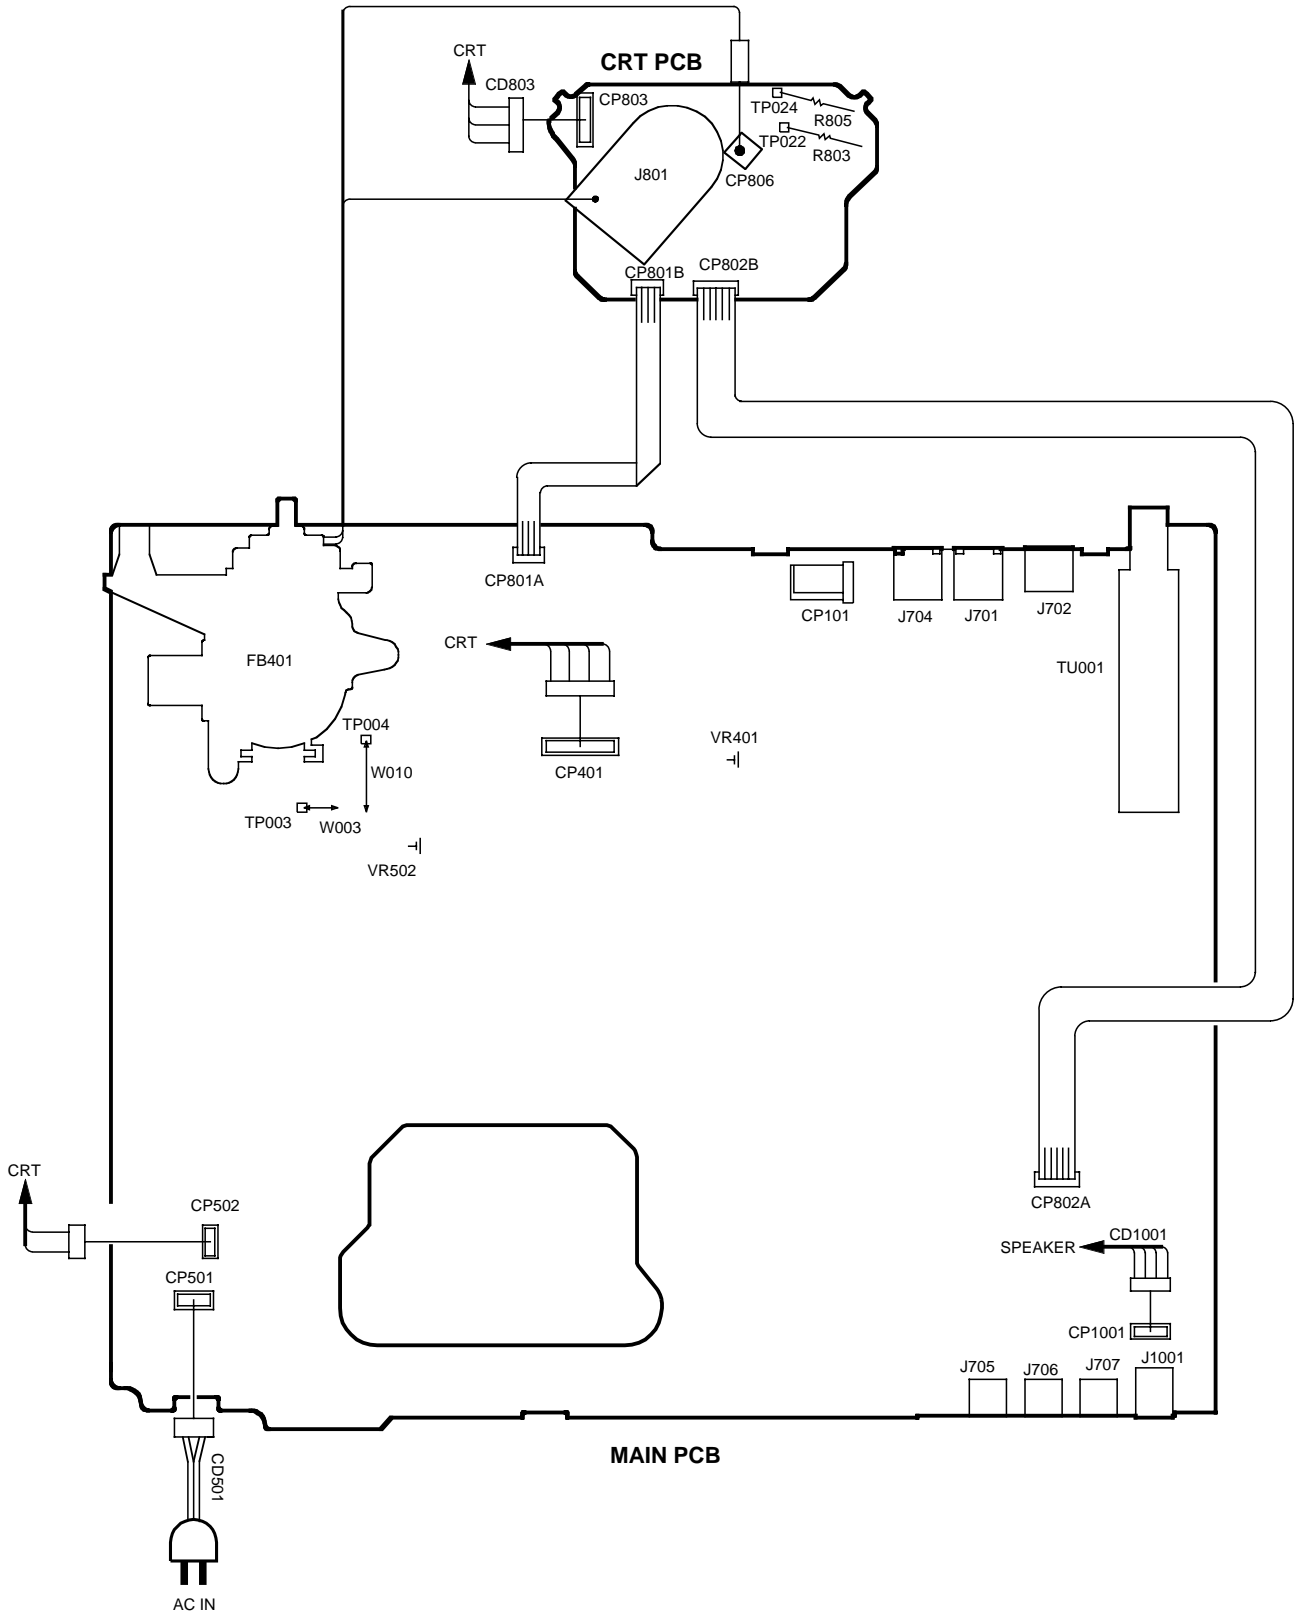 CRT
CRT PCB
CD803
CP803
TP024
R805
TP022
R803
J801
CP806
CP801B
CP802B
CP801A
CP101
J704
J701
J702
CRT
FB401
TU001
TP004
VR401
W010
CP401
TP003
W003
VR502
CRT
CP502
CP802A
CD1001
SPEAKER
CP501
CP1001
J705
J706
J707
J1001
MAIN PCB
CD501
AC IN